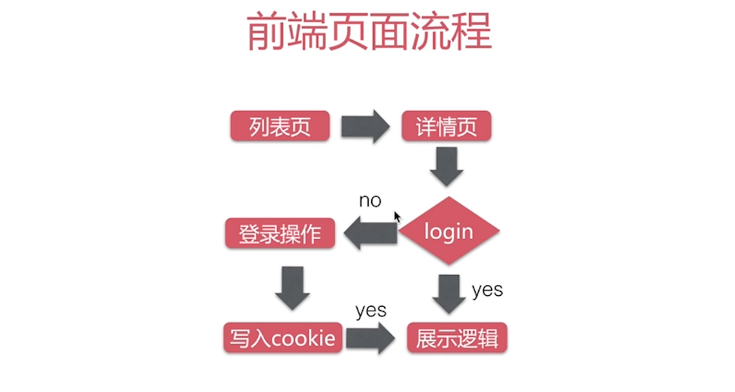 前端页面流程
列表页
详情页
no
登录操作
login
yes
yes
写入cookie
展示逻辑